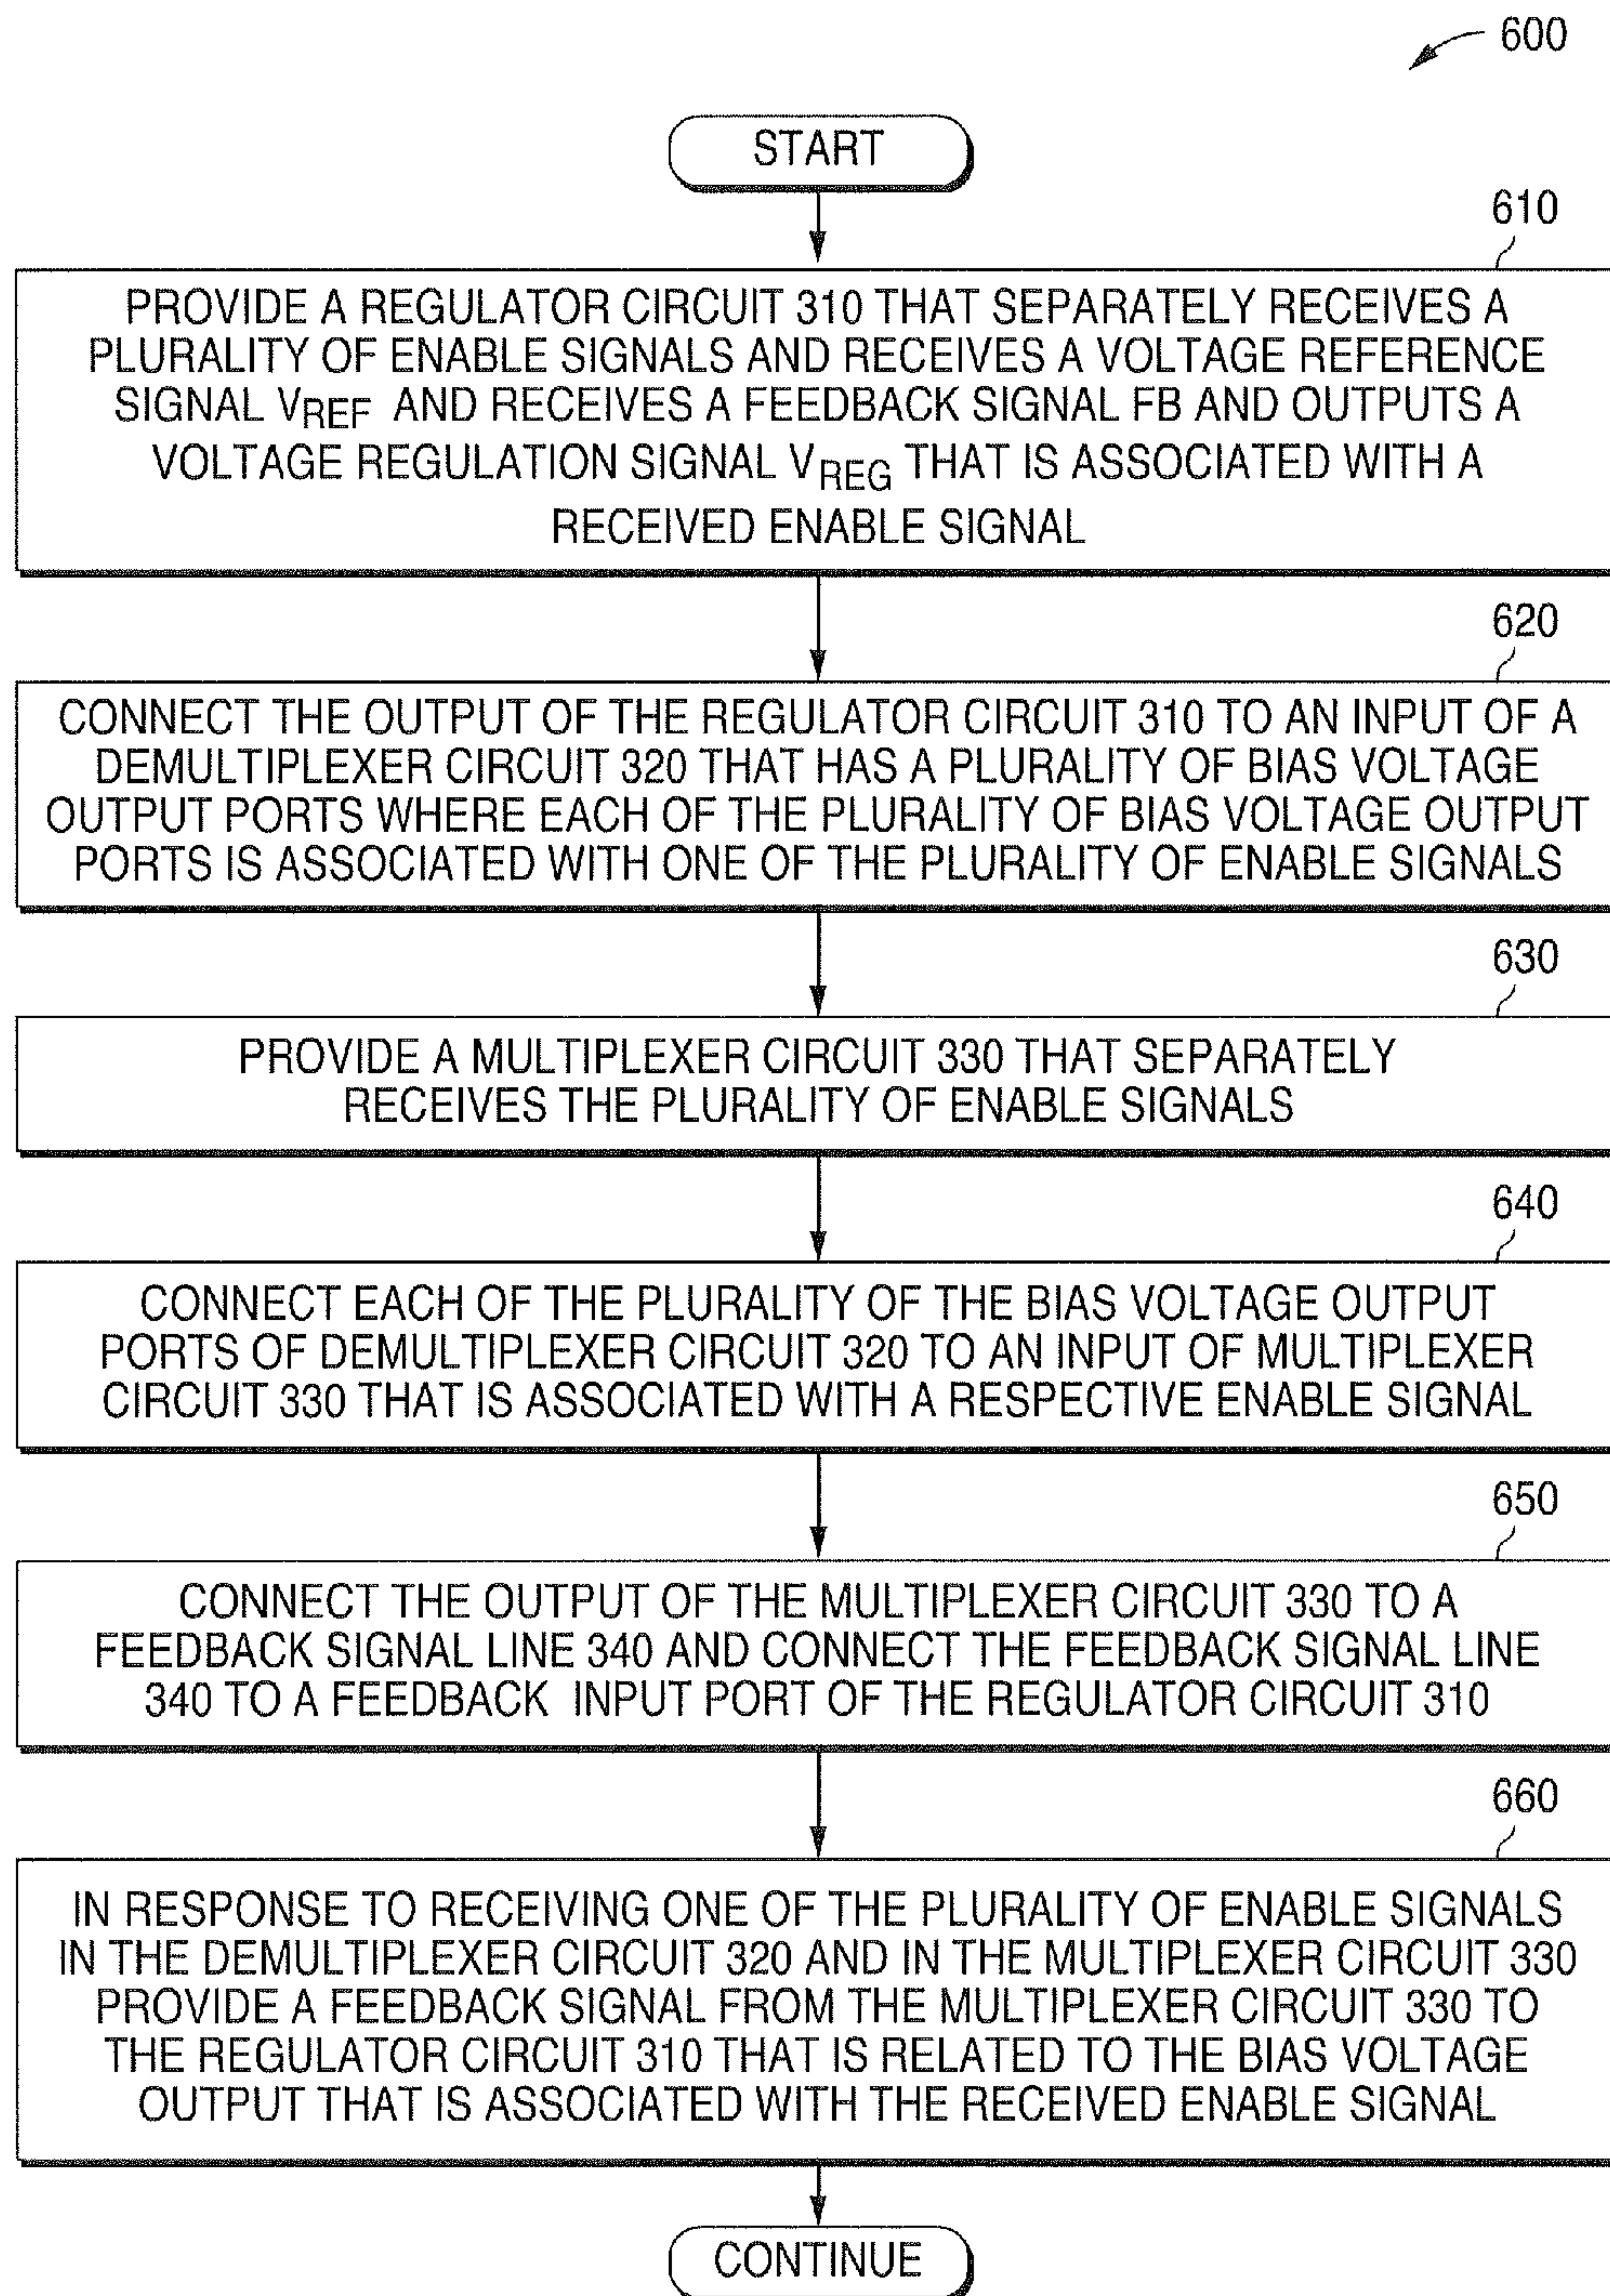 600
START
610
PROVIDE A REGULATOR CIRCUIT 310 THAT SEPARATELY RECEIVES A
PLURALITY OF ENABLE SIGNALS AND RECEIVES A VOLTAGE REFERENCE
SIGNAL VREF AND RECEIVES A FEEDBACK SIGNAL FB AND OUTPUTS A
VOLTAGE REGULATION SIGNAL VREG THAT IS ASSOCIATED WITH A
RECEIVED ENABLE SIGNAL
620
CONNECT THE OUTPUT OF THE REGULATOR CIRCUIT 310 TO AN INPUT OF A
DEMULTIPLEXER CIRCUIT 320 THAT HAS A PLURALITY OF BIAS VOLTAGE
OUTPUT PORTS WHERE EACH OF THE PLURALITY OF BIAS VOLTAGE OUTPUT
PORTS IS ASSOCIATED WITH ONE OF THE PLURALITY OF ENABLE SIGNALS
630
PROVIDE A MULTIPLEXER CIRCUIT 330 THAT SEPARATELY
RECEIVES THE PLURALITY OF ENABLE SIGNALS
640
CONNECT EACH OF THE PLURALITY OF THE BIAS VOLTAGE OUTPUT
PORTS OF DEMULTIPLEXER CIRCUIT 320 TO AN INPUT OF MULTIPLEXER
CIRCUIT 330 THAT IS ASSOCIATED WITH A RESPECTIVE ENABLE SIGNAL
650
CONNECT THE OUTPUT OF THE MULTIPLEXER CIRCUIT 330 TO A
FEEDBACK SIGNAL LINE 340 AND CONNECT THE FEEDBACK SIGNAL LINE
340 TO A FEEDBACK INPUT PORT OF THE REGULATOR CIRCUIT 310
660
IN RESPONSE TO RECEIVING ONE OF THE PLURALITY OF ENABLE SIGNALS
IN THE DEMULTIPLEXER CIRCUIT 320 AND IN THE MULTIPLEXER CIRCUIT 330
PROVIDE A FEEDBACK SIGNAL FROM THE MULTIPLEXER CIRCUIT 330 TO
THE REGULATOR CIRCUIT 310 THAT IS RELATED TO THE BIAS VOLTAGE
OUTPUT THAT IS ASSOCIATED WITH THE RECEIVED ENABLE SIGNAL
CONTINUE